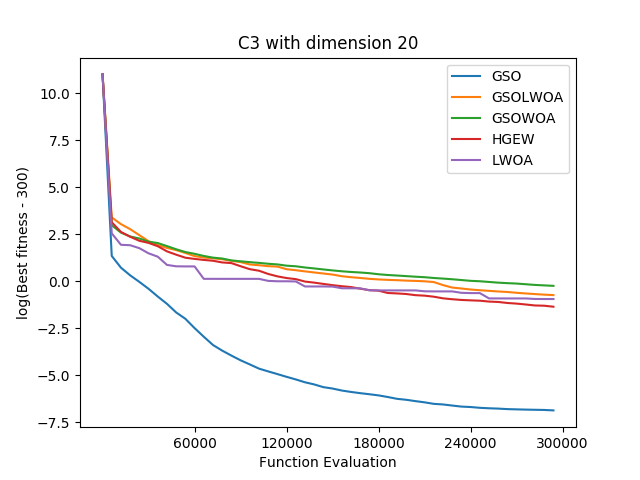 C3 with dimension 20
log(Best fitness - 300)
10.0
7.5
5.0
2.5
0.0
−2.5
−5.0
−7.5
GSO
GSOLWOA
GSOWOA
HGEW
LWOA
60000 120000 180000 240000 300000
Function Evaluation